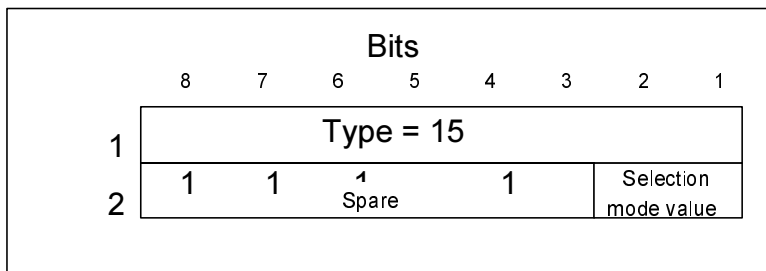 Bits
8 7 6 5 4 3 2 1
1 Type = 15
2 1 1 1 1 Selection
Spare mode value